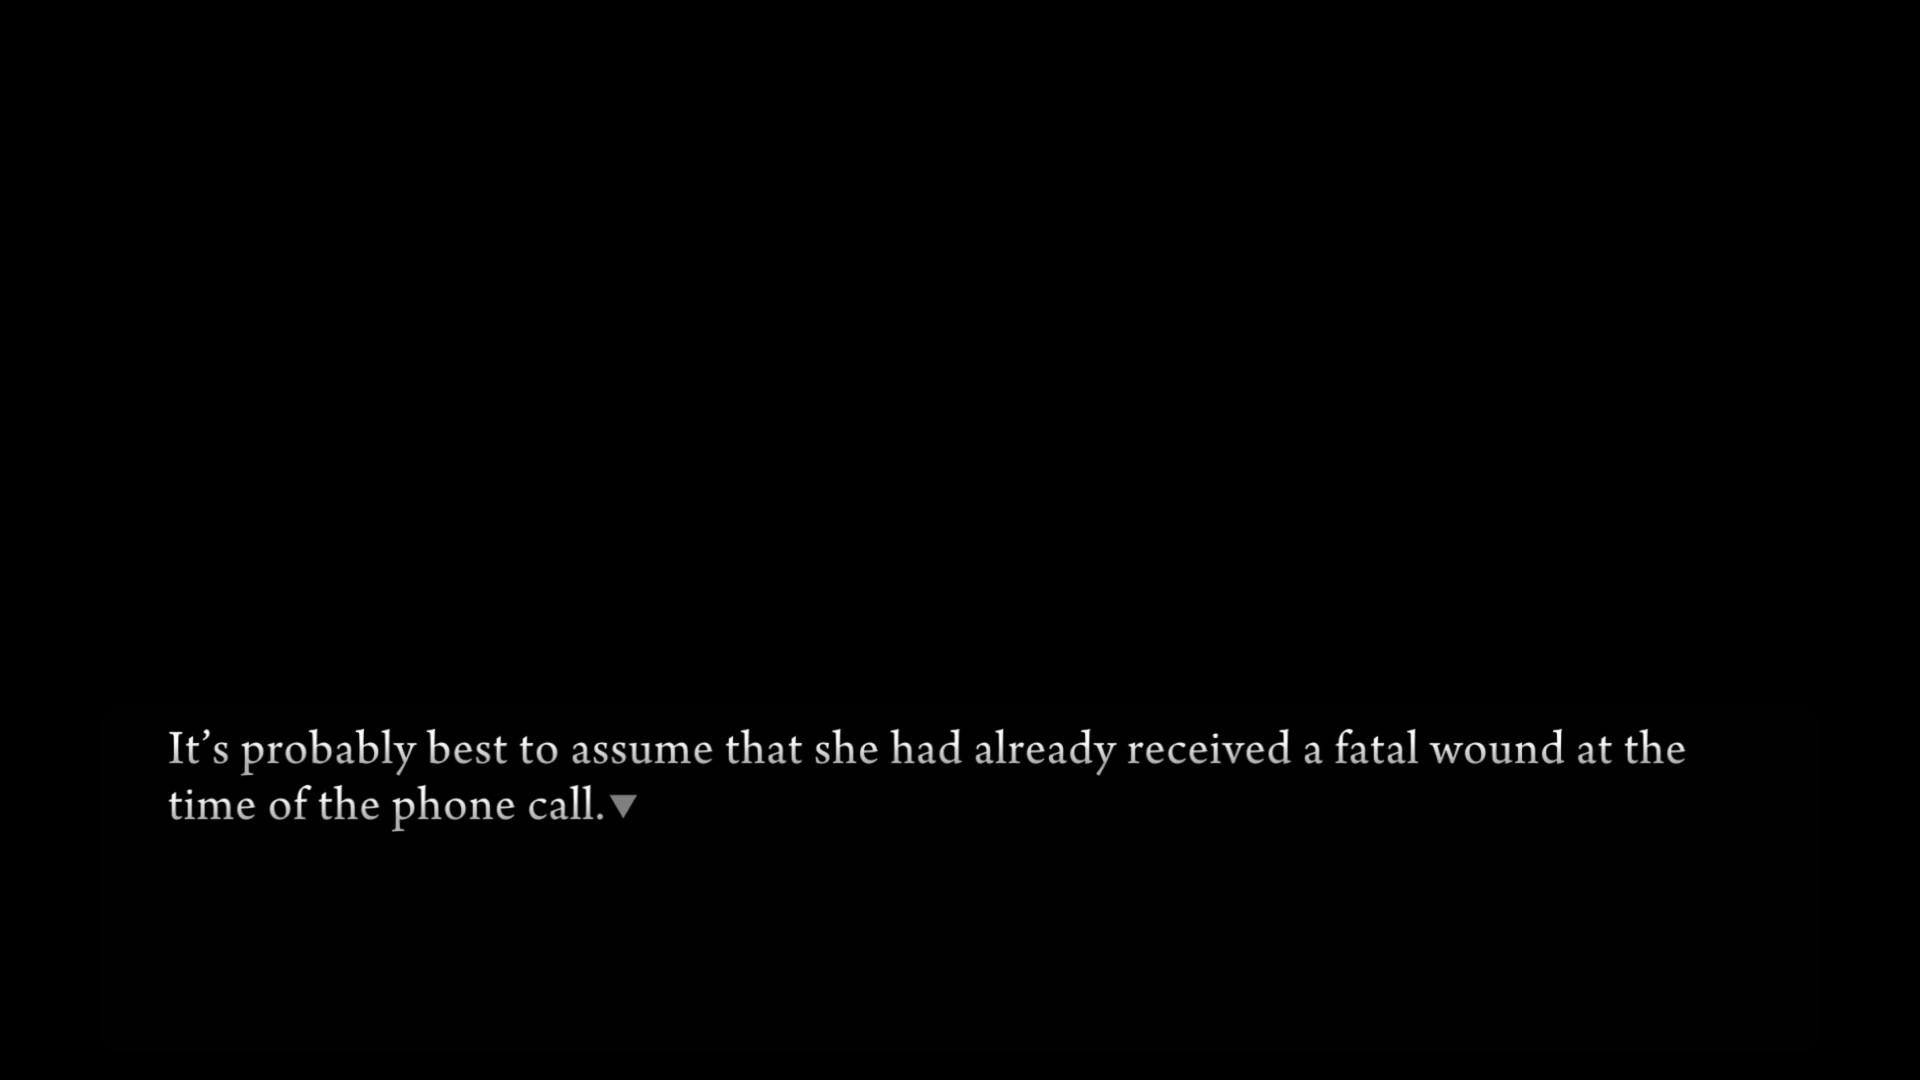 It’s probably best to assume that she had already received a fatal wound at the
time of the phone call.